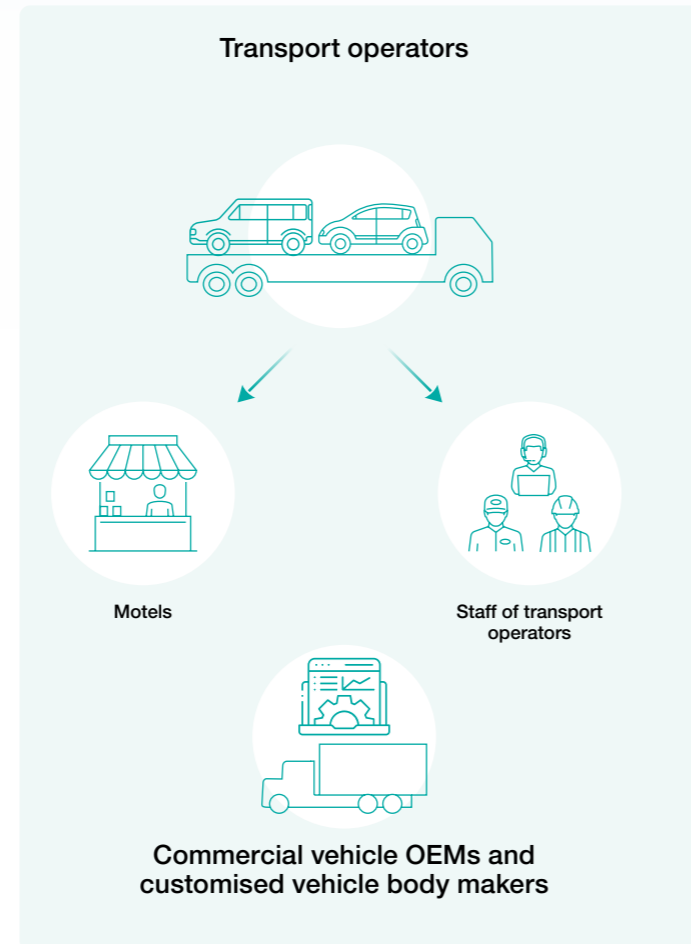 Transport operators
Motels
Staff of transport
operators
Commercial vehicle OEMs and
customised vehicle body makers